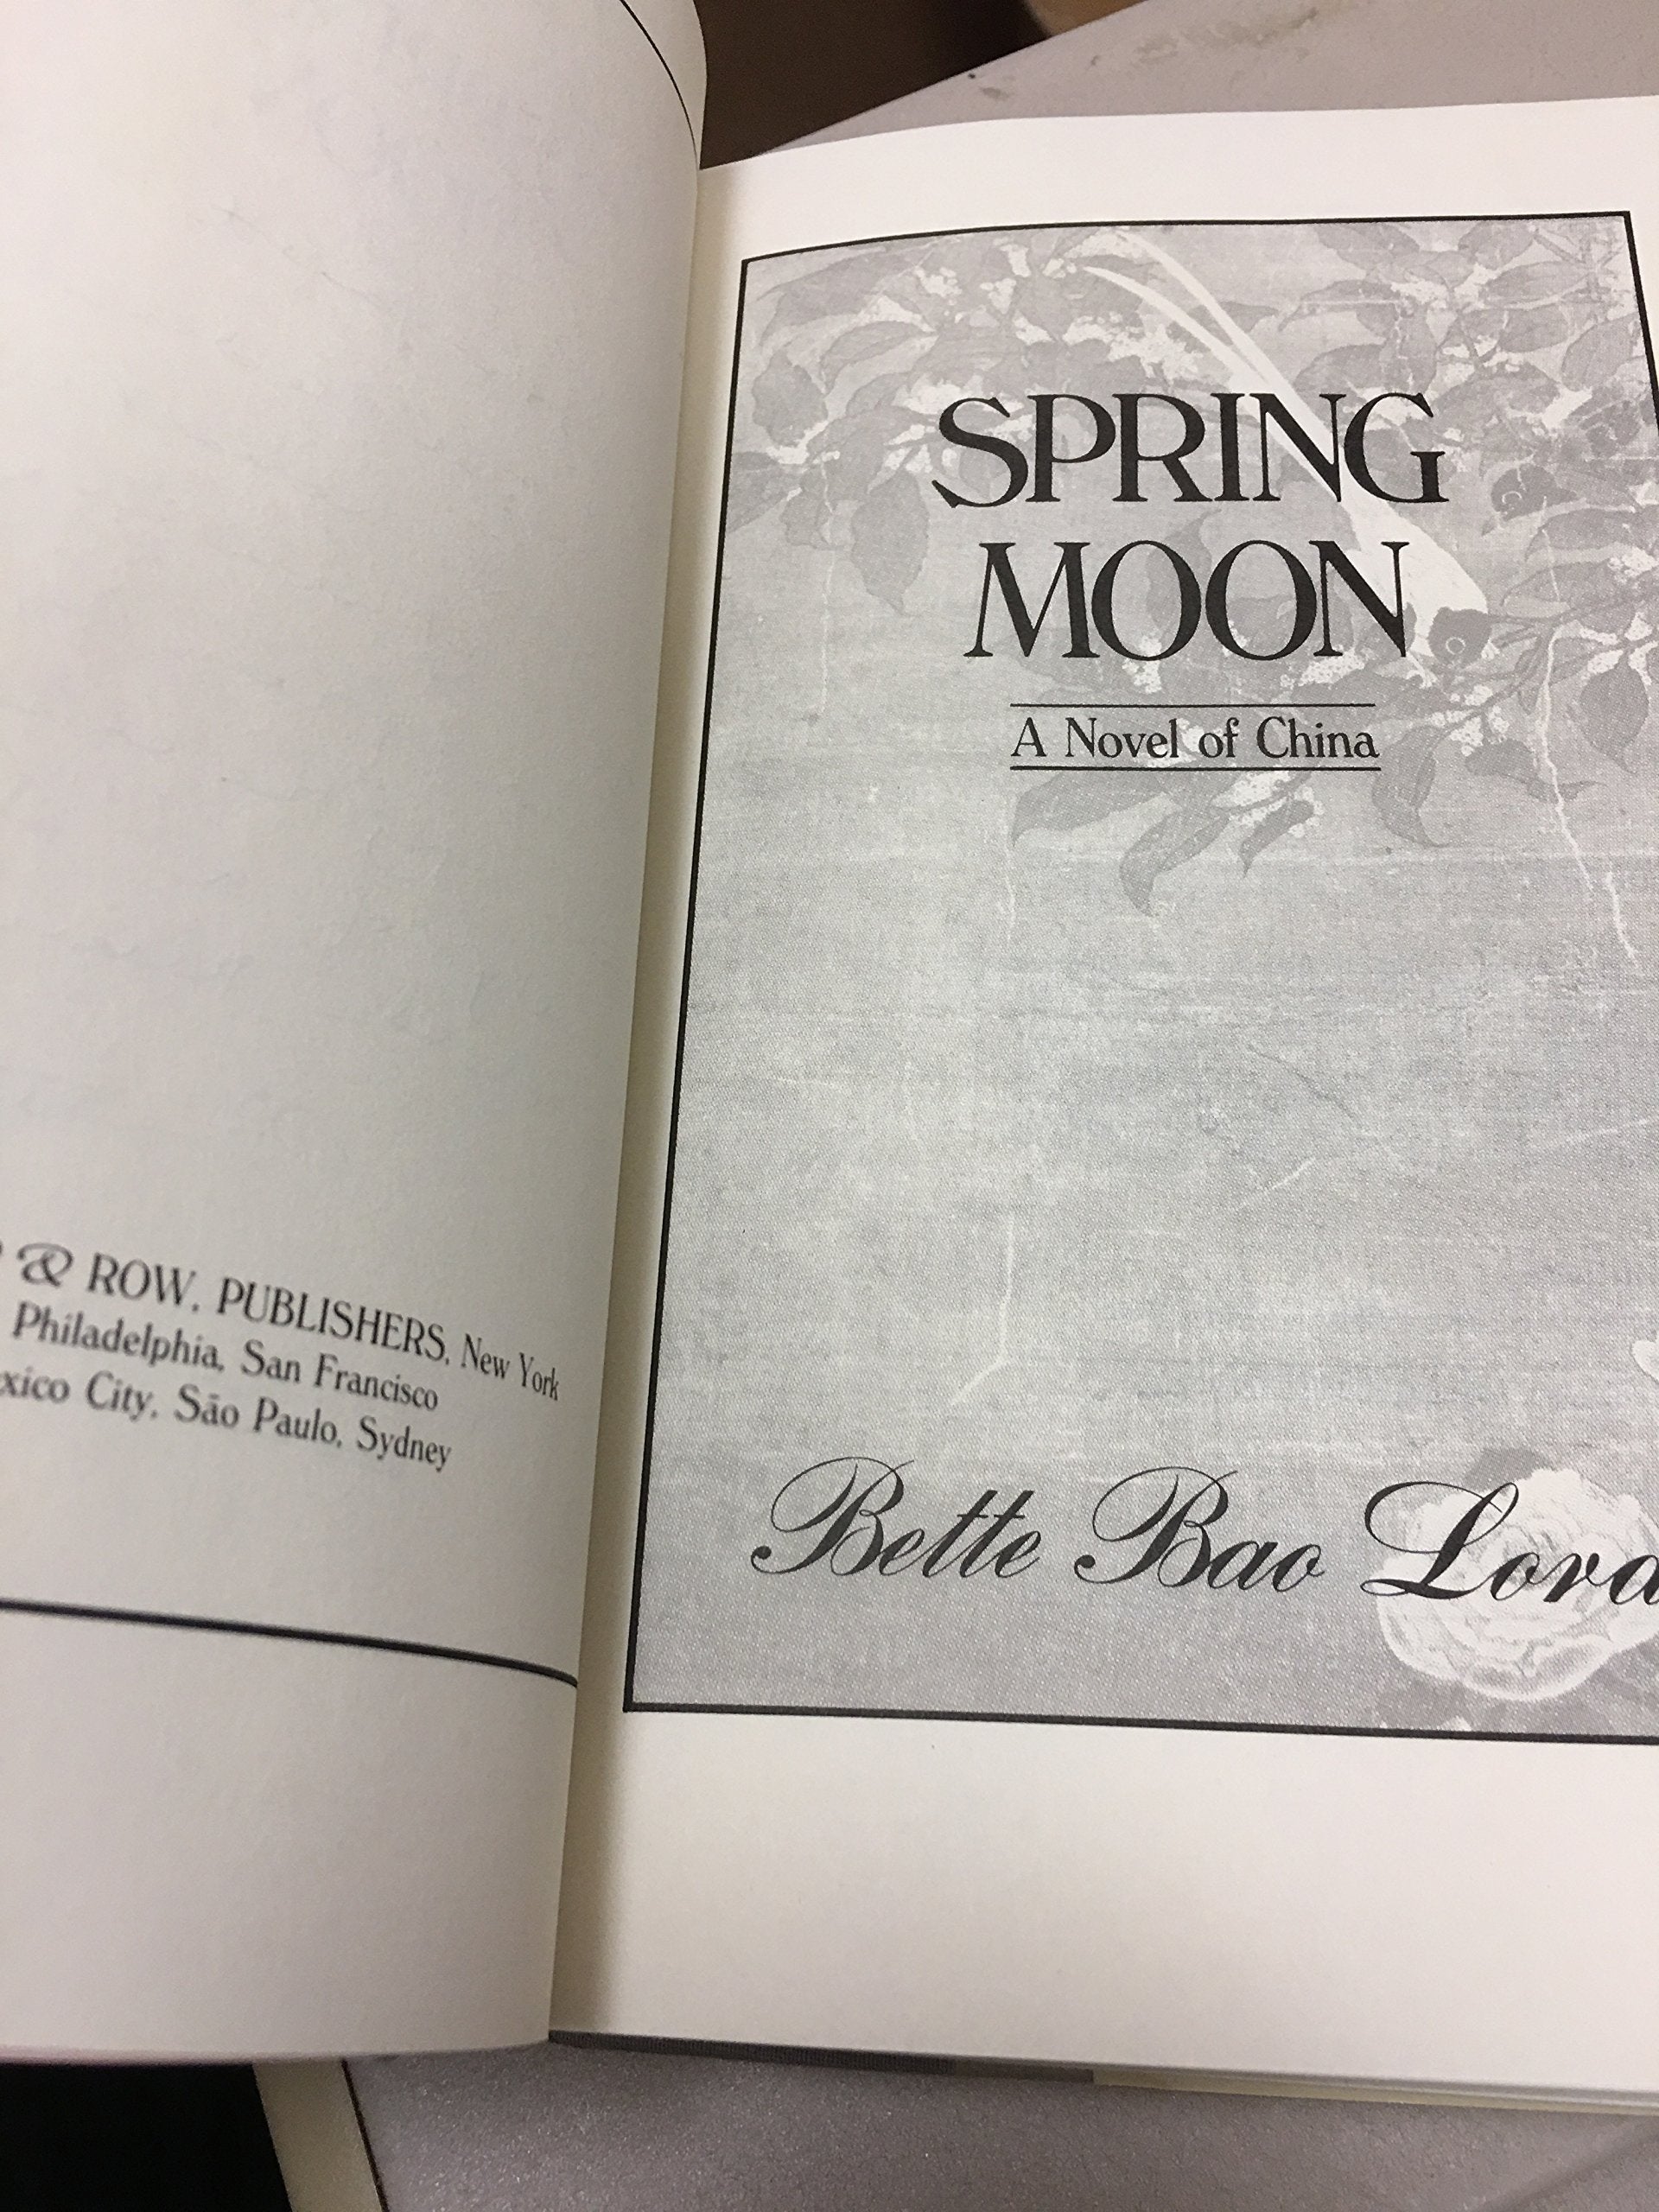 & ROW, PUBLISHERS, New York
Philadelphia, San Francisco
xico City, São Paulo, Sydney
SPRING
MOON
A Novel of China
Bette Bao Lord